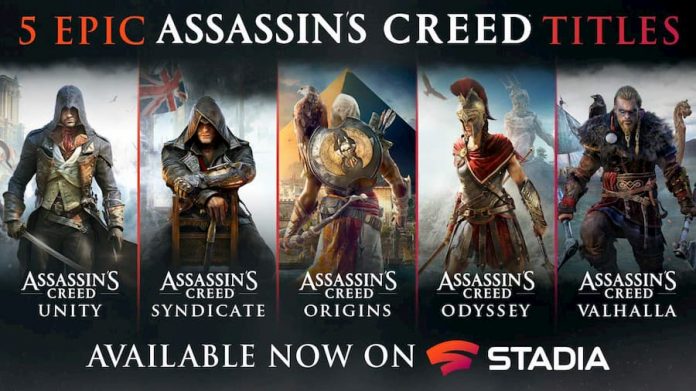 5 EPIC ASSASSIN'S CREED TITLES
ASSASSIN'S
CREED
UNITY
ASSASSIN'S
CREED
SYNDICATE
ASSASSIN'S
CREED
ORIGINS
ASSASSIN'S
CREED
ODYSSEY
ASSASSIN'S
CREED
VALHALLA
AVAILABLE NOW ON STADIA